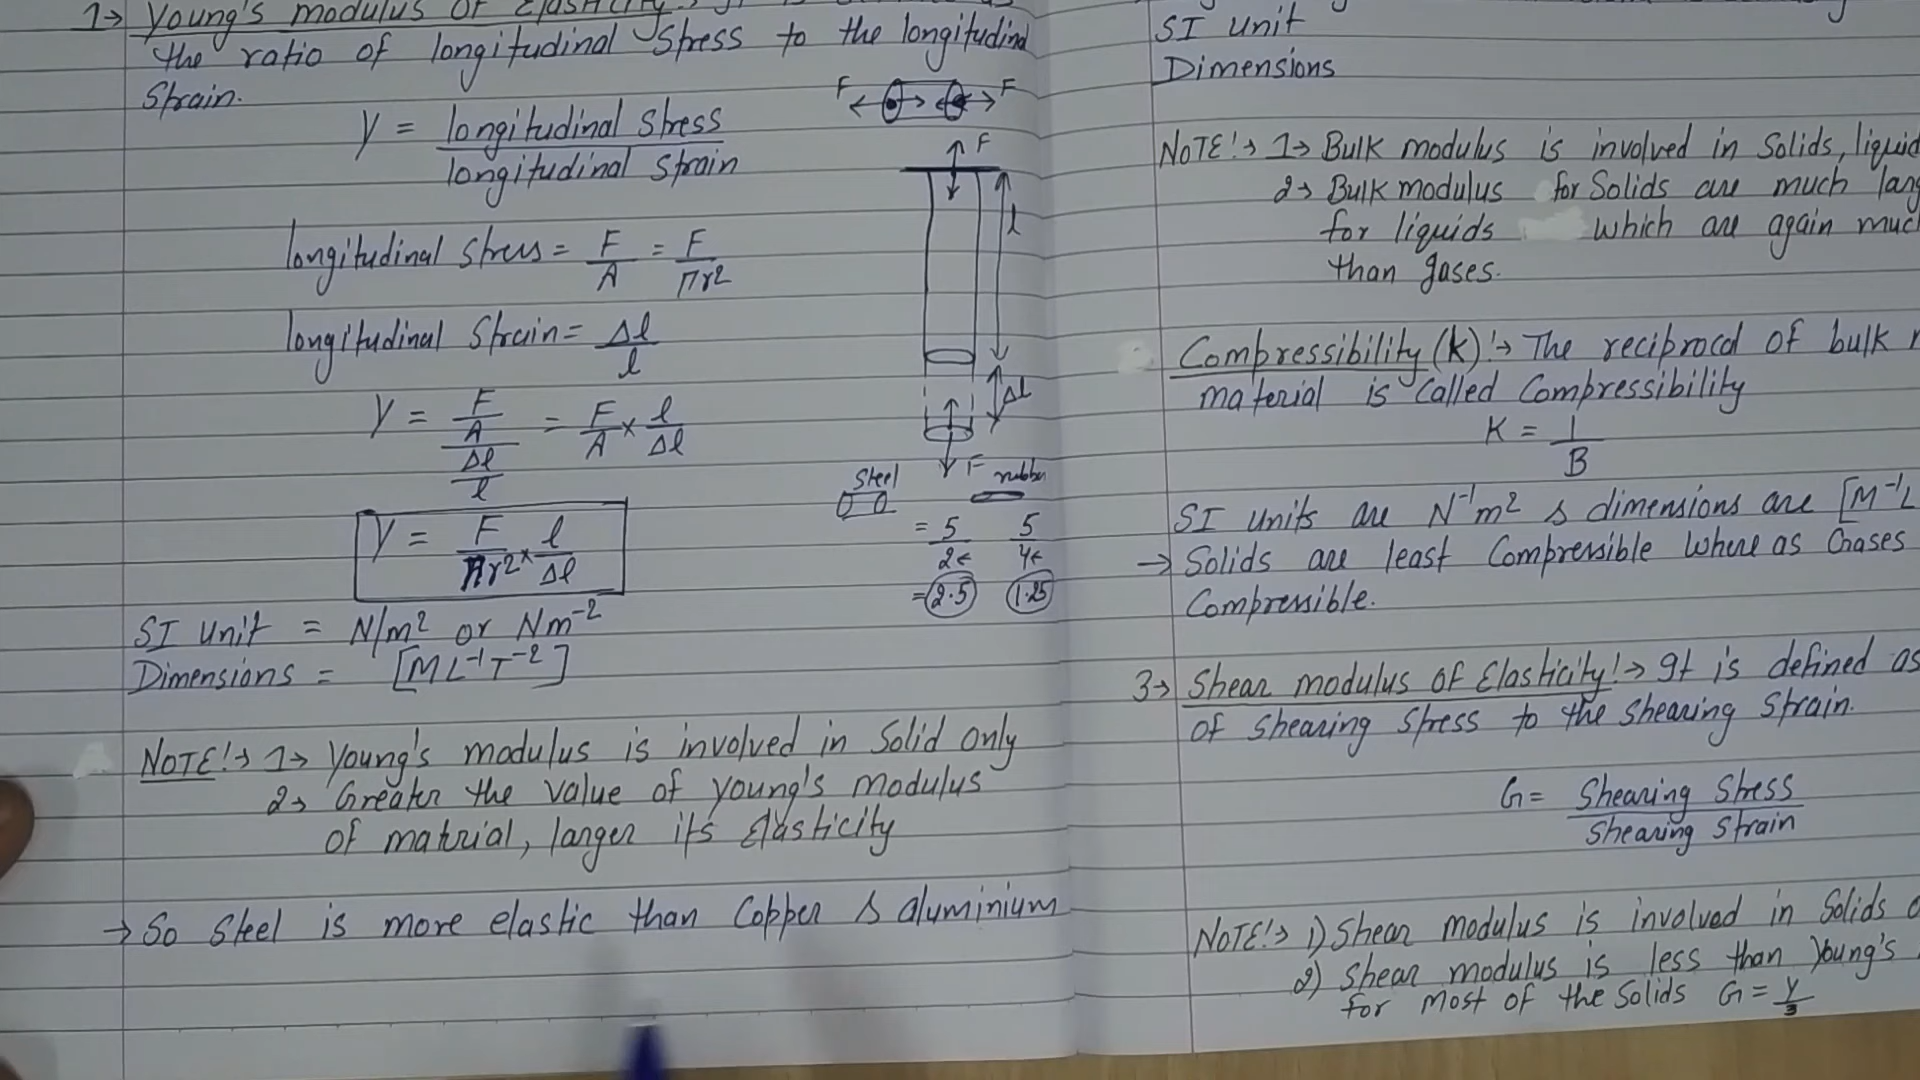 1→ Young's modulus of Elasticity
the ratio of longitudinal stress to the longitudinal
Strain.
Y = longitudinal stress
longitudinal strain
F F
F
l
longitudinal stress = F = F
A πr2
longitudinal Strain = Δl
l
Y = F = F × l
A A Δl
Δl
l
Δl
F
Steel rubber
= 5 5
2ϵ 4ϵ
= 2.5 1.25
Y = F × l
πr2 Δl
SI Unit = N/m2 or Nm-2
Dimensions = [ML-1T-2]
NOTE!→ 1→ Young's modulus is involved in Solid only
2→ Greater the value of young's modulus
of material, larger its elasticity
→ So Steel is more elastic than Copper & aluminium
SI unit
Dimensions
NOTE!→ 1→ Bulk modulus is involved in Solids, liquid
2→ Bulk modulus for Solids are much
for liquids which are again
than gases.
Compressibility (K)!→ The reciprocal of bulk
material is called Compressibility
K = 1
B
SI units are N-1m2 & dimensions are [M-1L
→ Solids are least Compressible where as Gases
Compressible.
3→ Shear modulus of Elasticity!→ It is defined as
of shearing stress to the shearing strain.
G = Shearing Stress
Shearing Strain
NOTE!→ 1) Shear modulus is involved in Solids
2) Shear modulus is less than Young's
for most of the Solids G = Y
3